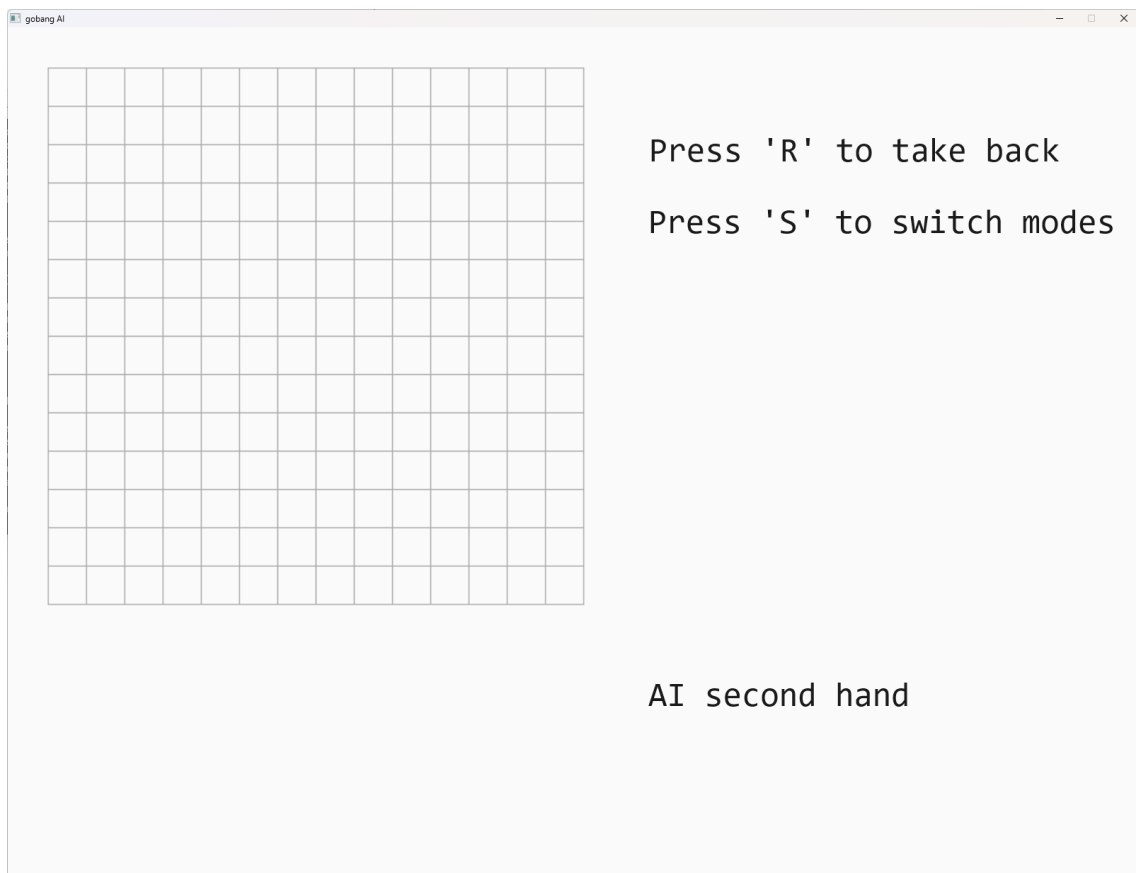 gobang AI
Press 'R' to take back
Press 'S' to switch modes
AI second hand